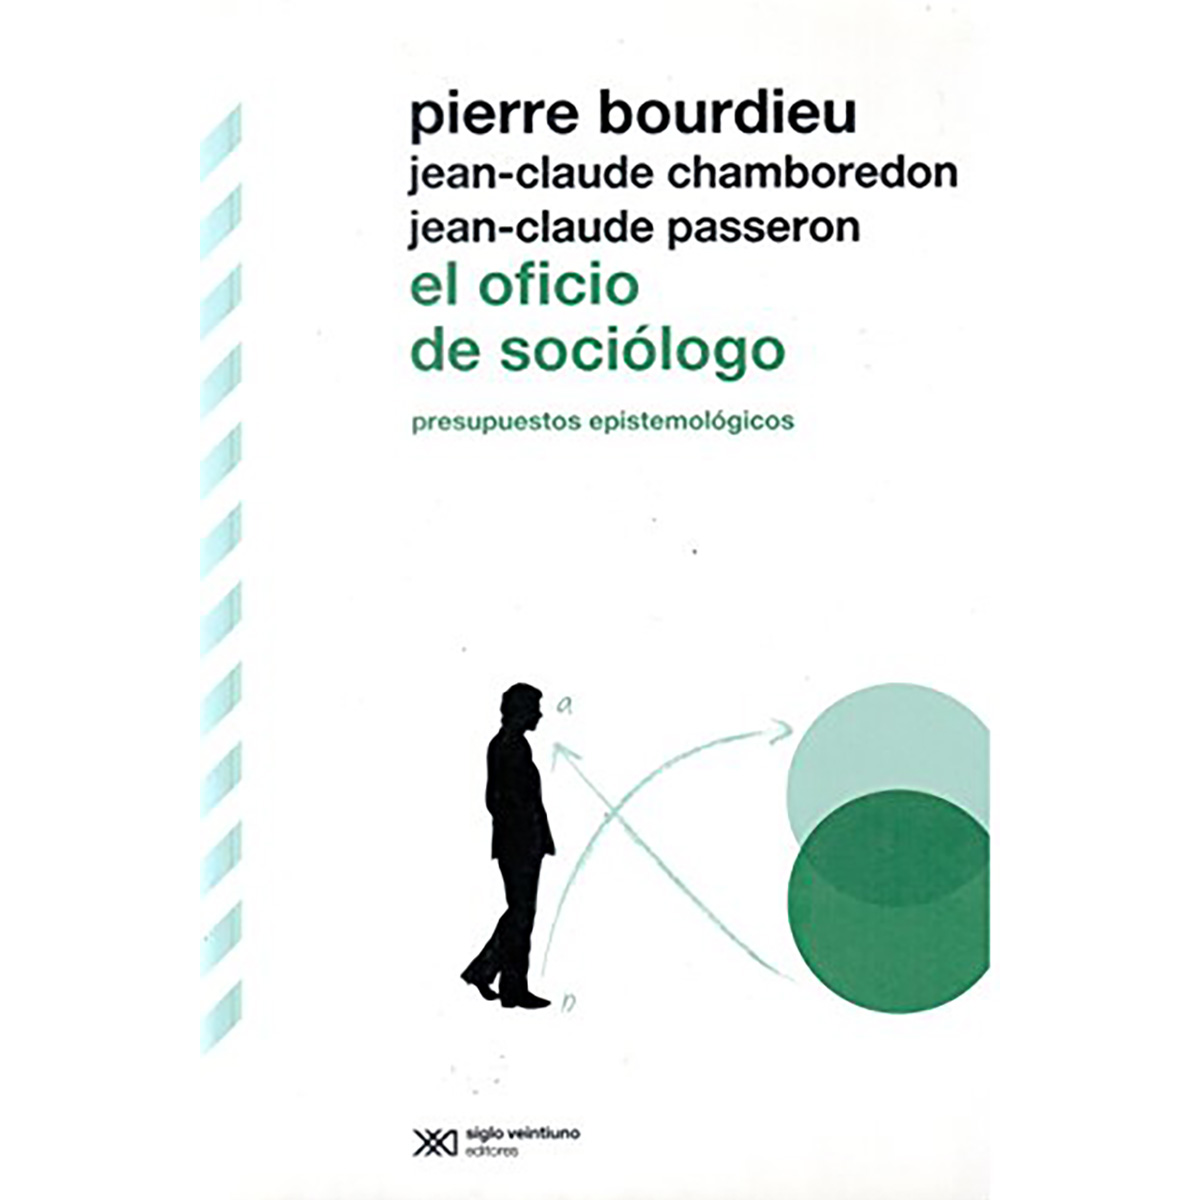 pierre bourdieu
jean-claude chamboredon
jean-claude passeron
el oficio
de sociólogo
presupuestos epistemológicos
a
n
siglo veintiuno
editores